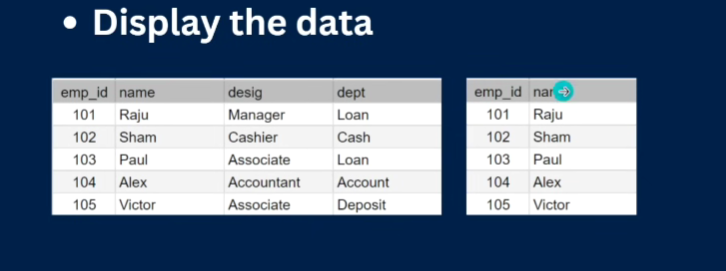 • Display the data
emp_id name desig dept
101 Raju Manager Loan
102 Sham Cashier Cash
103 Paul Associate Loan
104 Alex Accountant Account
105 Victor Associate Deposit
emp_id
101 Raju
102 Sham
103 Paul
104 Alex
105 Victor